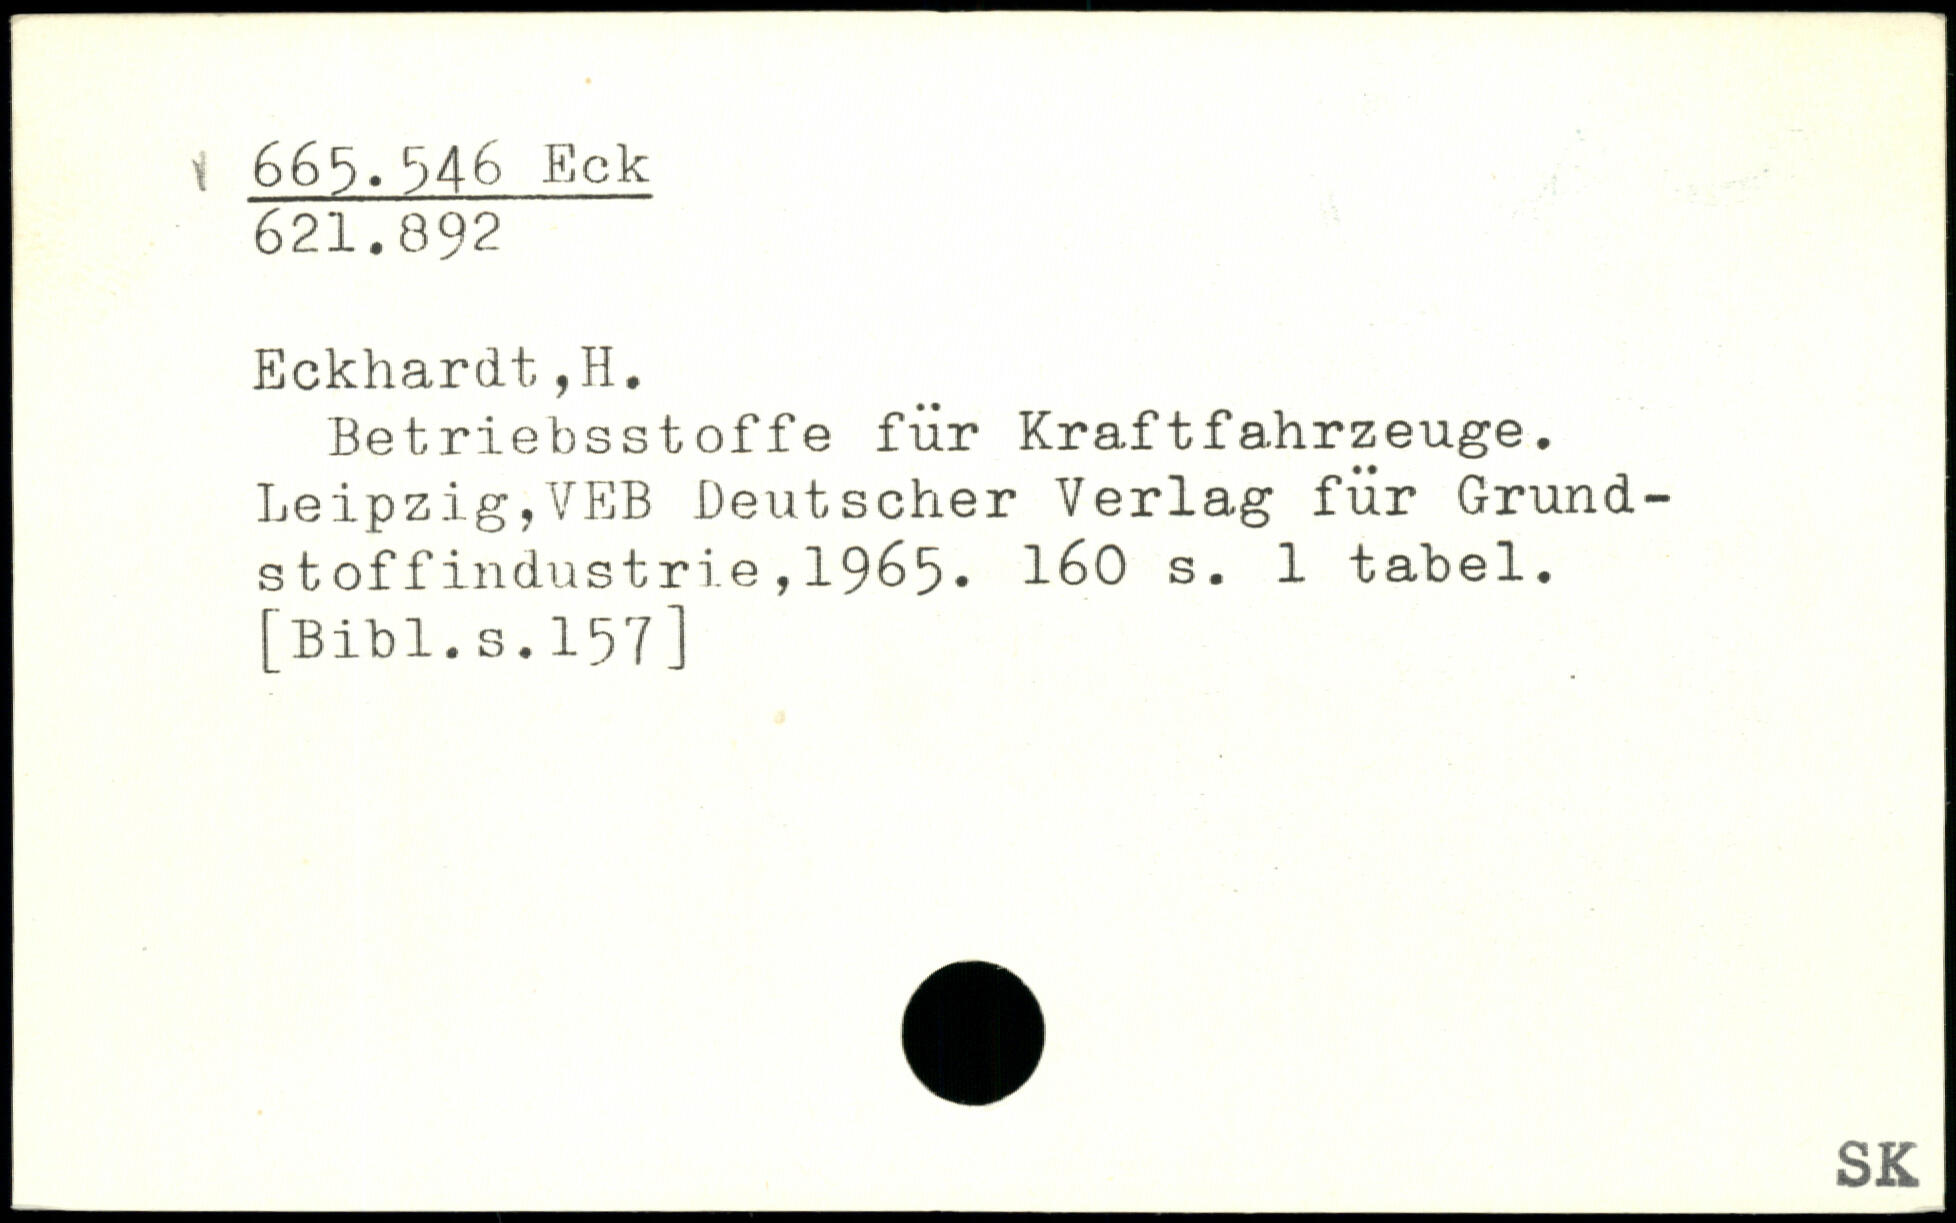 665.546 Eck
621.892
Eckhardt,H.
Betriebsstoffe für Kraftfahrzeuge.
Leipzig,VEB Deutscher Verlag für Grund-
stoffindustrie,1965. 160 s. 1 tabel.
[Bibl.s.157]
SK